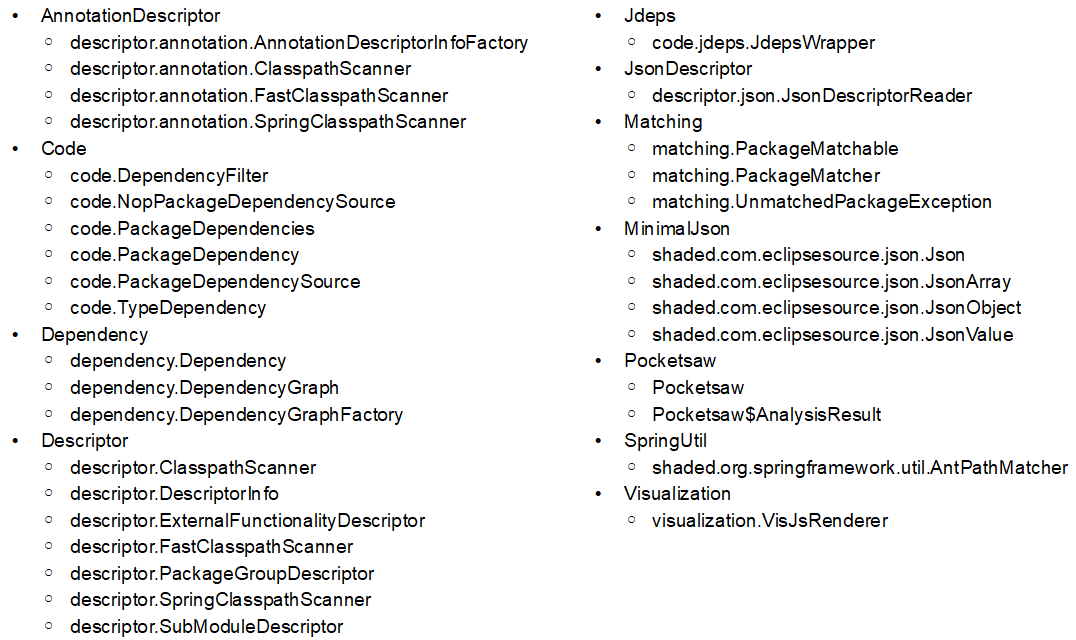 • AnnotationDescriptor
○ descriptor.annotation.AnnotationDescriptorInfoFactory
○ descriptor.annotation.ClasspathScanner
○ descriptor.annotation.FastClasspathScanner
○ descriptor.annotation.SpringClasspathScanner
• Code
○ code.DependencyFilter
○ code.NopPackageDependencySource
○ code.PackageDependencies
○ code.PackageDependency
○ code.PackageDependencySource
○ code.TypeDependency
• Dependency
○ dependency.Dependency
○ dependency.DependencyGraph
○ dependency.DependencyGraphFactory
• Descriptor
○ descriptor.ClasspathScanner
○ descriptor.DescriptorInfo
○ descriptor.ExternalFunctionalityDescriptor
○ descriptor.FastClasspathScanner
○ descriptor.PackageGroupDescriptor
○ descriptor.SpringClasspathScanner
○ descriptor.SubModuleDescriptor
• Jdeps
○ code.jdeps.JdepsWrapper
• JsonDescriptor
○ descriptor.json.JsonDescriptorReader
• Matching
○ matching.PackageMatchable
○ matching.PackageMatcher
○ matching.UnmatchedPackageException
• MinimalJson
○ shaded.com.eclipsesource.json.Json
○ shaded.com.eclipsesource.json.JsonArray
○ shaded.com.eclipsesource.json.JsonObject
○ shaded.com.eclipsesource.json.JsonValue
• Pocketsaw
○ Pocketsaw
○ Pocketsaw$AnalysisResult
• SpringUtil
○ shaded.org.springframework.util.AntPathMatcher
• Visualization
○ visualization.VisJsRenderer